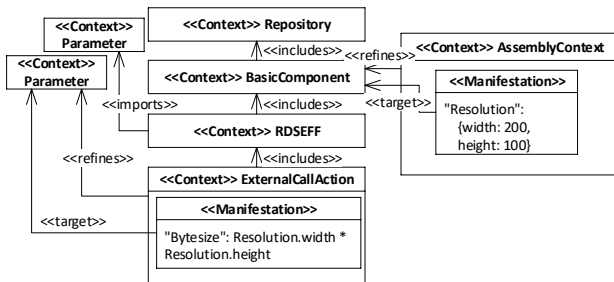 <<Context>> Repository
<<Context>>
Parameter
<<includes>>
<<refines>>
<<Context>> AssemblyContext
<<Context>>
Parameter
<<Context>> BasicComponent
<<Manifestation>>
<<target>>
"Resolution":
{width: 200,
height: 100}
<<imports>>
<<includes>>
<<Context>> RDSEFF
<<refines>>
<<includes>>
<<Context>> ExternalCallAction
<<Manifestation>>
<<target>>
"Bytesize": Resolution.width *
Resolution.height